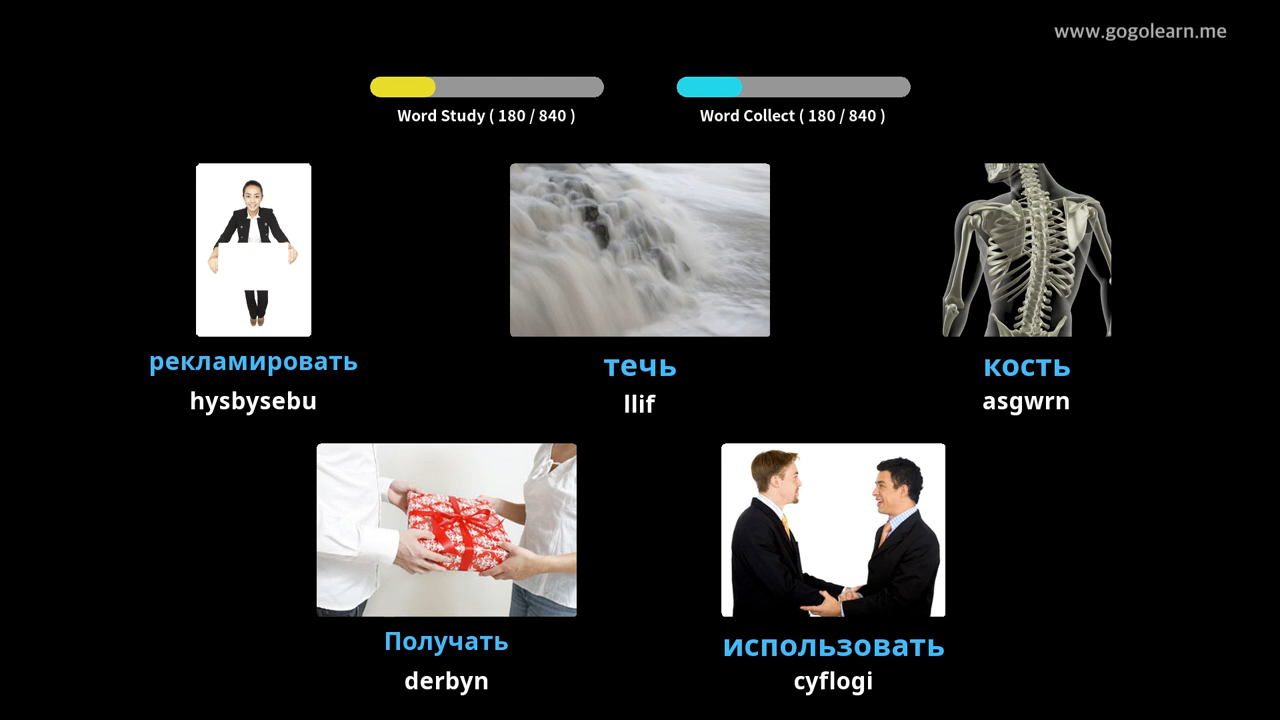 www.gogolearn.me
Word Study ( 180 / 840 )
Word Collect ( 180 / 840 )
рекламировать
hysbysebu
течь
llif
кость
asgwrn
Получать
derbyn
использовать
cyflogi